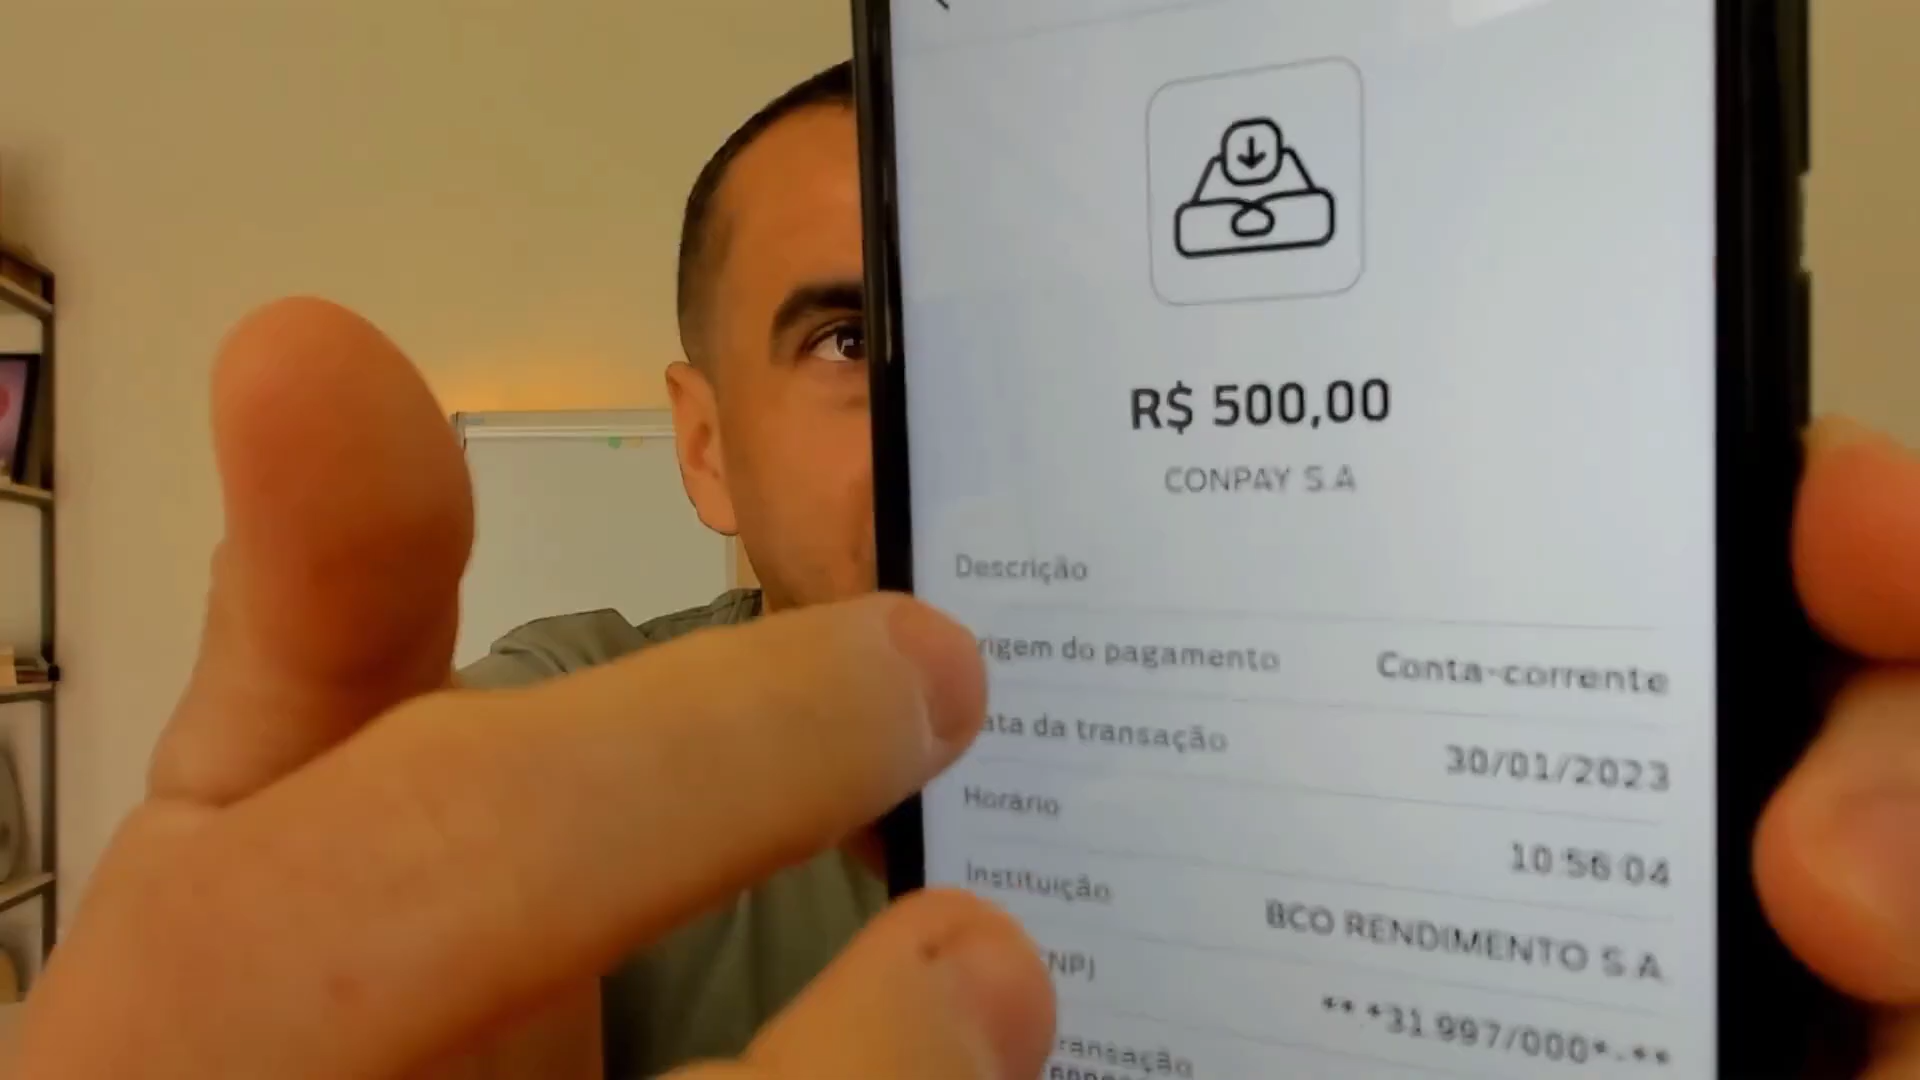 R$ 500,00
CONPAY S.A
Descrição
rigem do pagamento Conta-corrente
ata da transação 30/01/2023
Horário 10:56:04
Instituição BCO RENDIMENTO S.A.
NPJ ** *31.997/000*-**
ransação